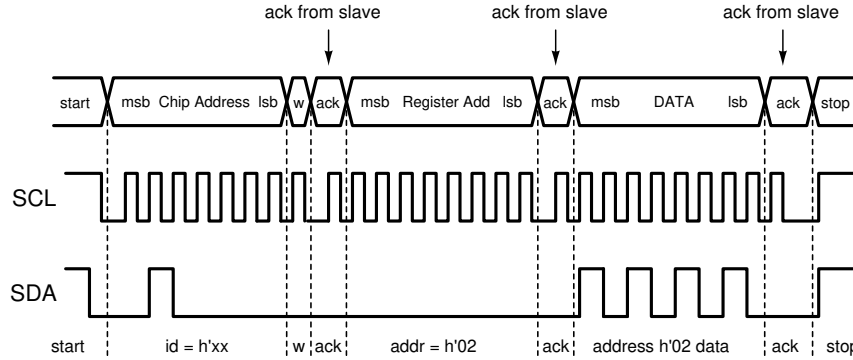 ack from slave ack from slave ack from slave
start msb Chip Address lsb w ack msb Register Add lsb ack msb DATA lsb ack stop
SCL
SDA
start id = h'xx w ack addr = h'02 ack address h'02 data ack stop